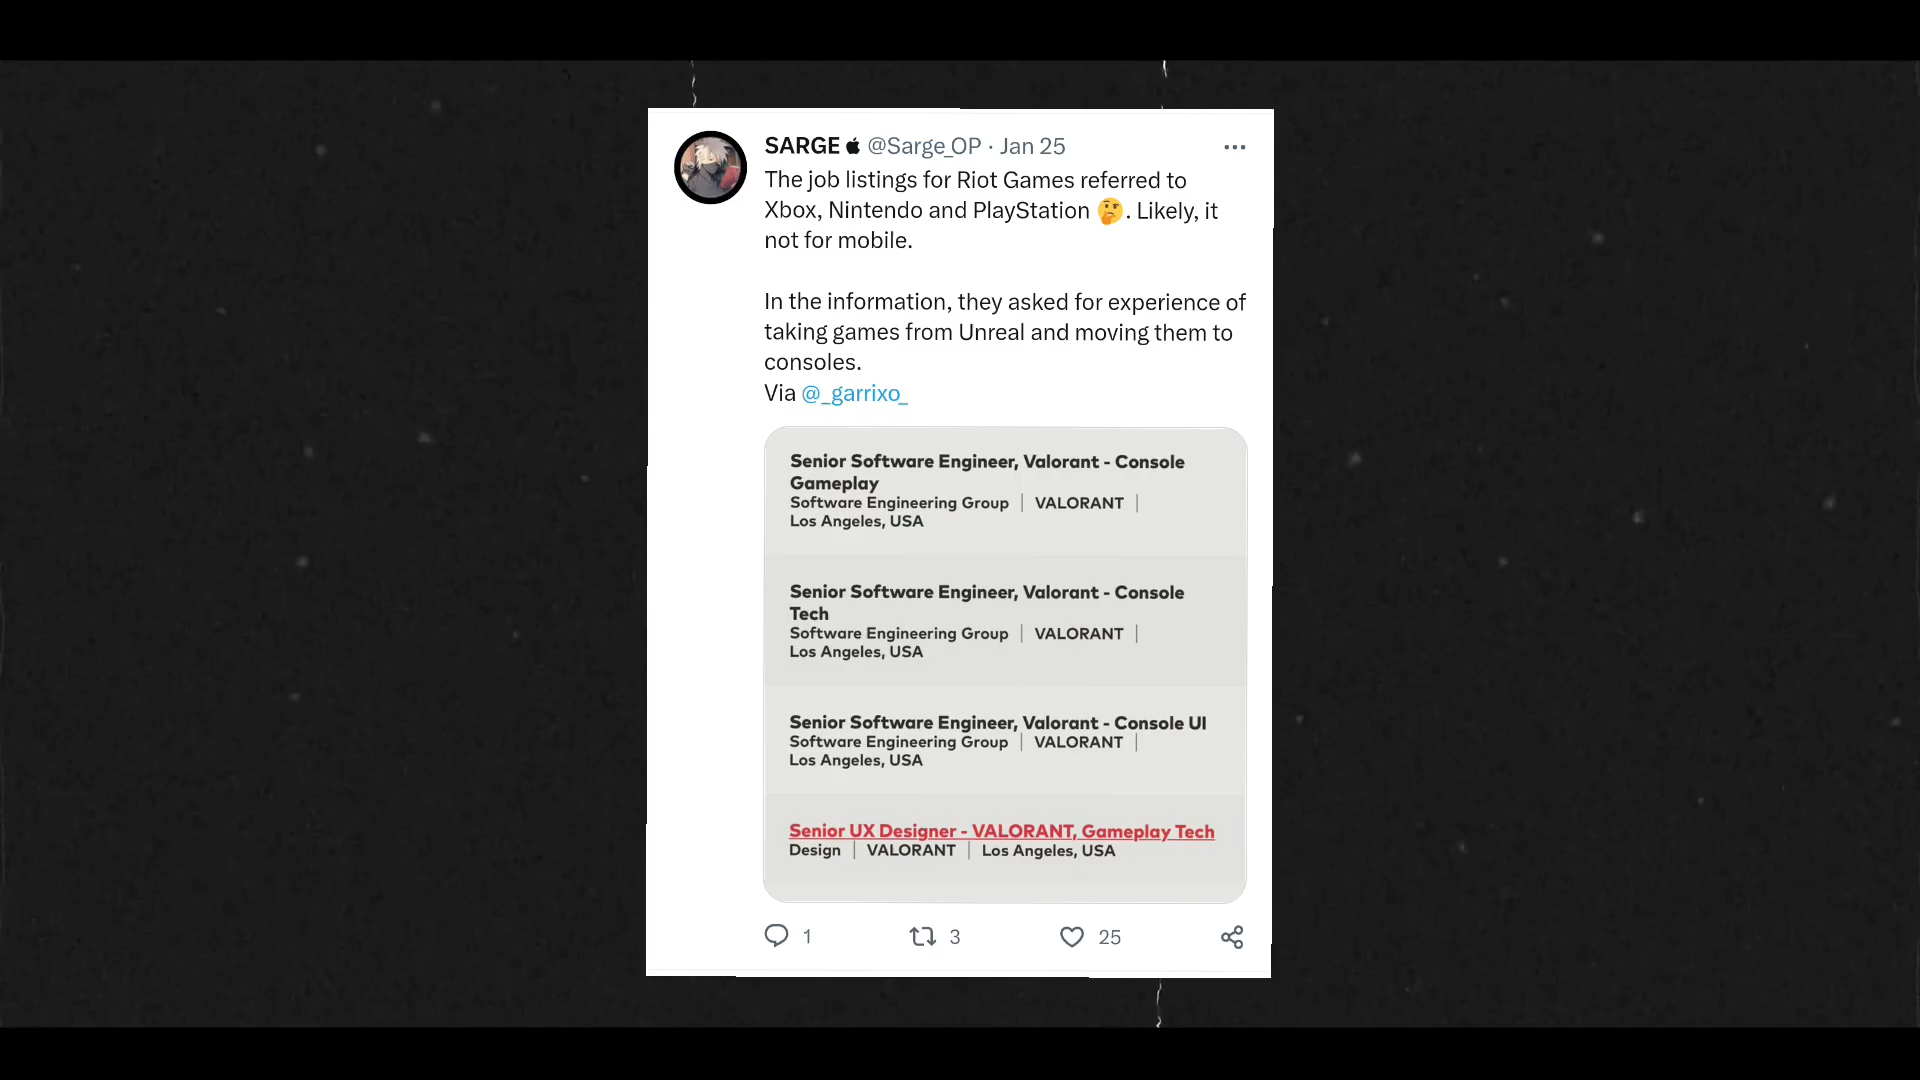 SARGE @Sarge_OP · Jan 25
The job listings for Riot Games referred to
Xbox, Nintendo and PlayStation 🤔. Likely, it
not for mobile.
In the information, they asked for experience of
taking games from Unreal and moving them to
consoles.
Via @_garrixo_
Senior Software Engineer, Valorant - Console
Gameplay
Software Engineering Group | VALORANT |
Los Angeles, USA
Senior Software Engineer, Valorant - Console
Tech
Software Engineering Group | VALORANT |
Los Angeles, USA
Senior Software Engineer, Valorant - Console UI
Software Engineering Group | VALORANT |
Los Angeles, USA
Senior UX Designer - VALORANT, Gameplay Tech
Design | VALORANT | Los Angeles, USA
1 3 25